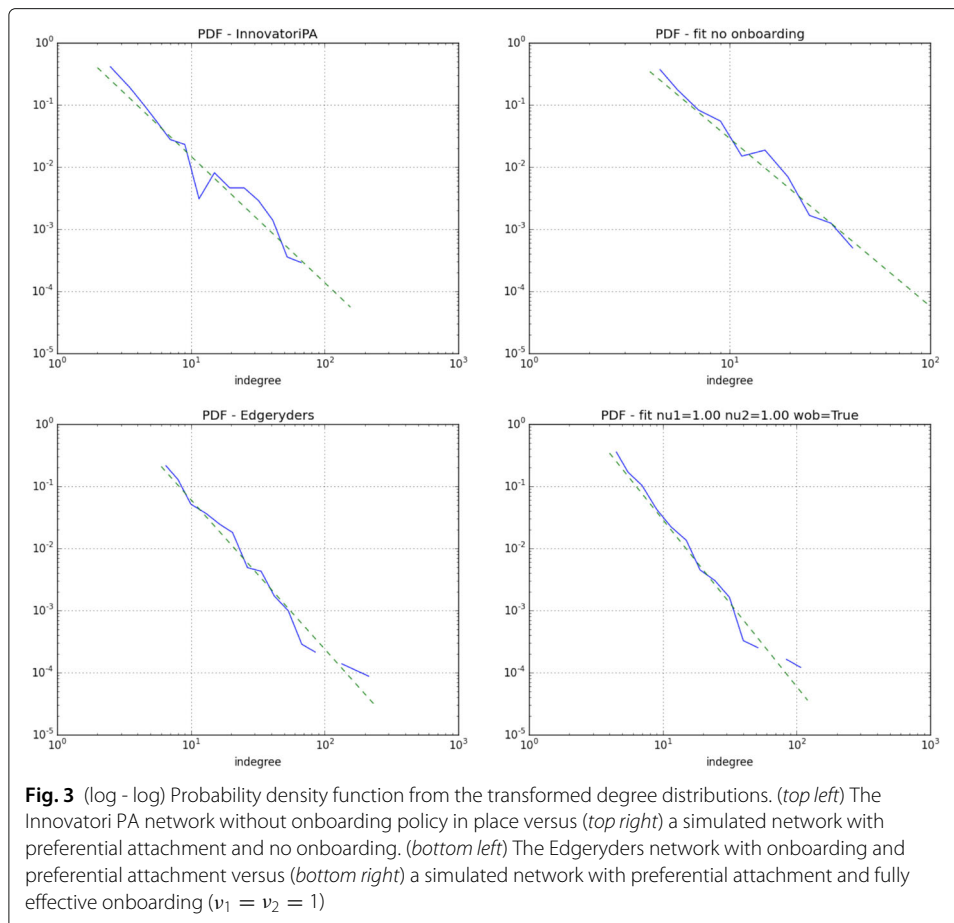 PDF - InnovatoriPA
10^0
10^-1
10^-2
10^-3
10^-4
10^-5
10^0 10^1 10^2 10^3
indegree
PDF - fit no onboarding
10^0
10^-1
10^-2
10^-3
10^-4
10^-5
10^0 10^1 10^2
indegree
PDF - Edgeryders
10^0
10^-1
10^-2
10^-3
10^-4
10^-5
10^0 10^1 10^2 10^3
indegree
PDF - fit nu1=1.00 nu2=1.00 wob=True
10^0
10^-1
10^-2
10^-3
10^-4
10^-5
10^0 10^1 10^2 10^3
indegree
Fig. 3 (log - log) Probability density function from the transformed degree distributions. (top left) The
Innovatori PA network without onboarding policy in place versus (top right) a simulated network with
preferential attachment and no onboarding. (bottom left) The Edgeryders network with onboarding and
preferential attachment versus (bottom right) a simulated network with preferential attachment and fully
effective onboarding (ν₁ = ν₂ = 1)